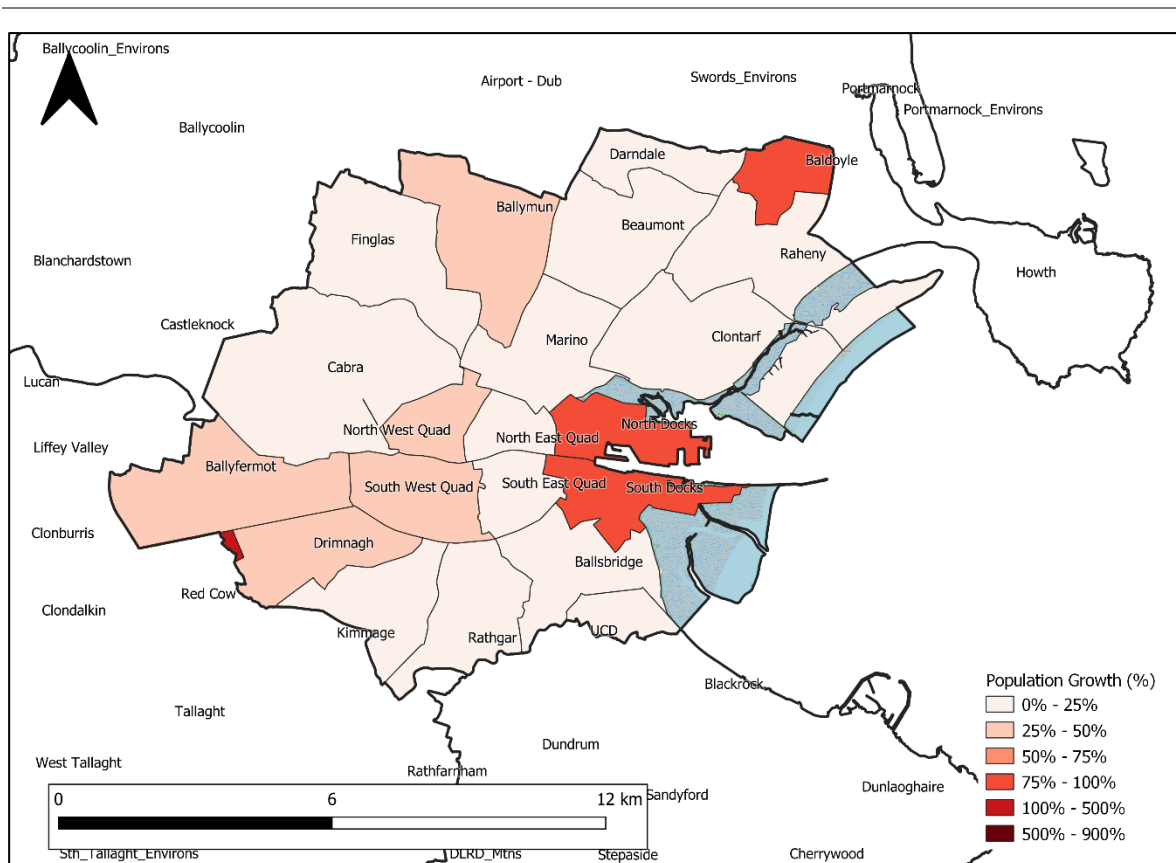 Ballycoolin_Environs
Airport - Dub
Swords_Environs
Portmarnock
Portmarnock_Environs
Ballycoolin
Darndale
Baldoyle
Ballymun
Beaumont
Finglas
Raheny
Blanchardstown
Howth
Castleknock
Marino
Clontarf
Cabra
Lucan
North West Quad
North East Quad
North Docks
Liffey Valley
Ballyfermot
South West Quad
South East Quad
South Docks
Clonburris
Drimnagh
Ballsbridge
Red Cow
Clondalkin
Kimmage
Rathgar
UCD
Blackrock
Tallaght
Dundrum
West Tallaght
Rathfarnham
Sandyford
Dunlaoghaire
Sth_Tallaght_Environs
DLRD_Mtns
Stepaside
Cherrywood
0
6
12 km
Population Growth (%)
0% - 25%
25% - 50%
50% - 75%
75% - 100%
100% - 500%
500% - 900%